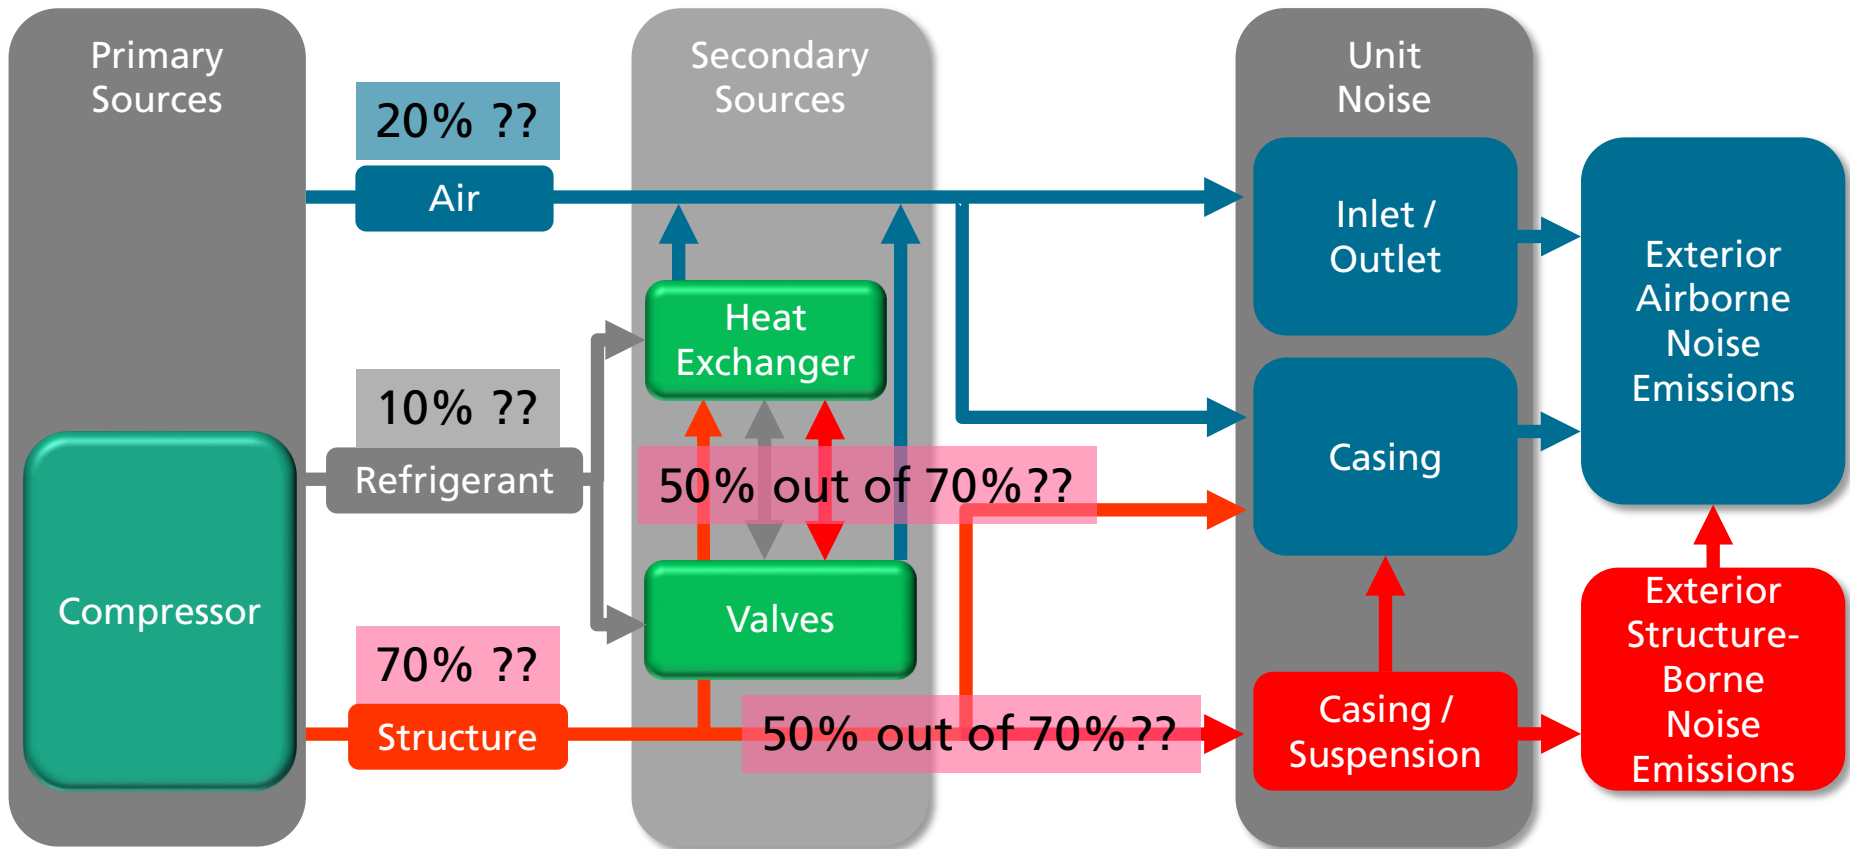 Primary
Sources
Secondary
Sources
Unit
Noise
20% ??
Air
Inlet /
Outlet
Exterior
Airborne
Noise
Emissions
Heat
Exchanger
10% ??
Refrigerant
50% out of 70%??
Casing
Compressor
Valves
70% ??
Structure
50% out of 70%??
Casing /
Suspension
Exterior
Structure-
Borne
Noise
Emissions